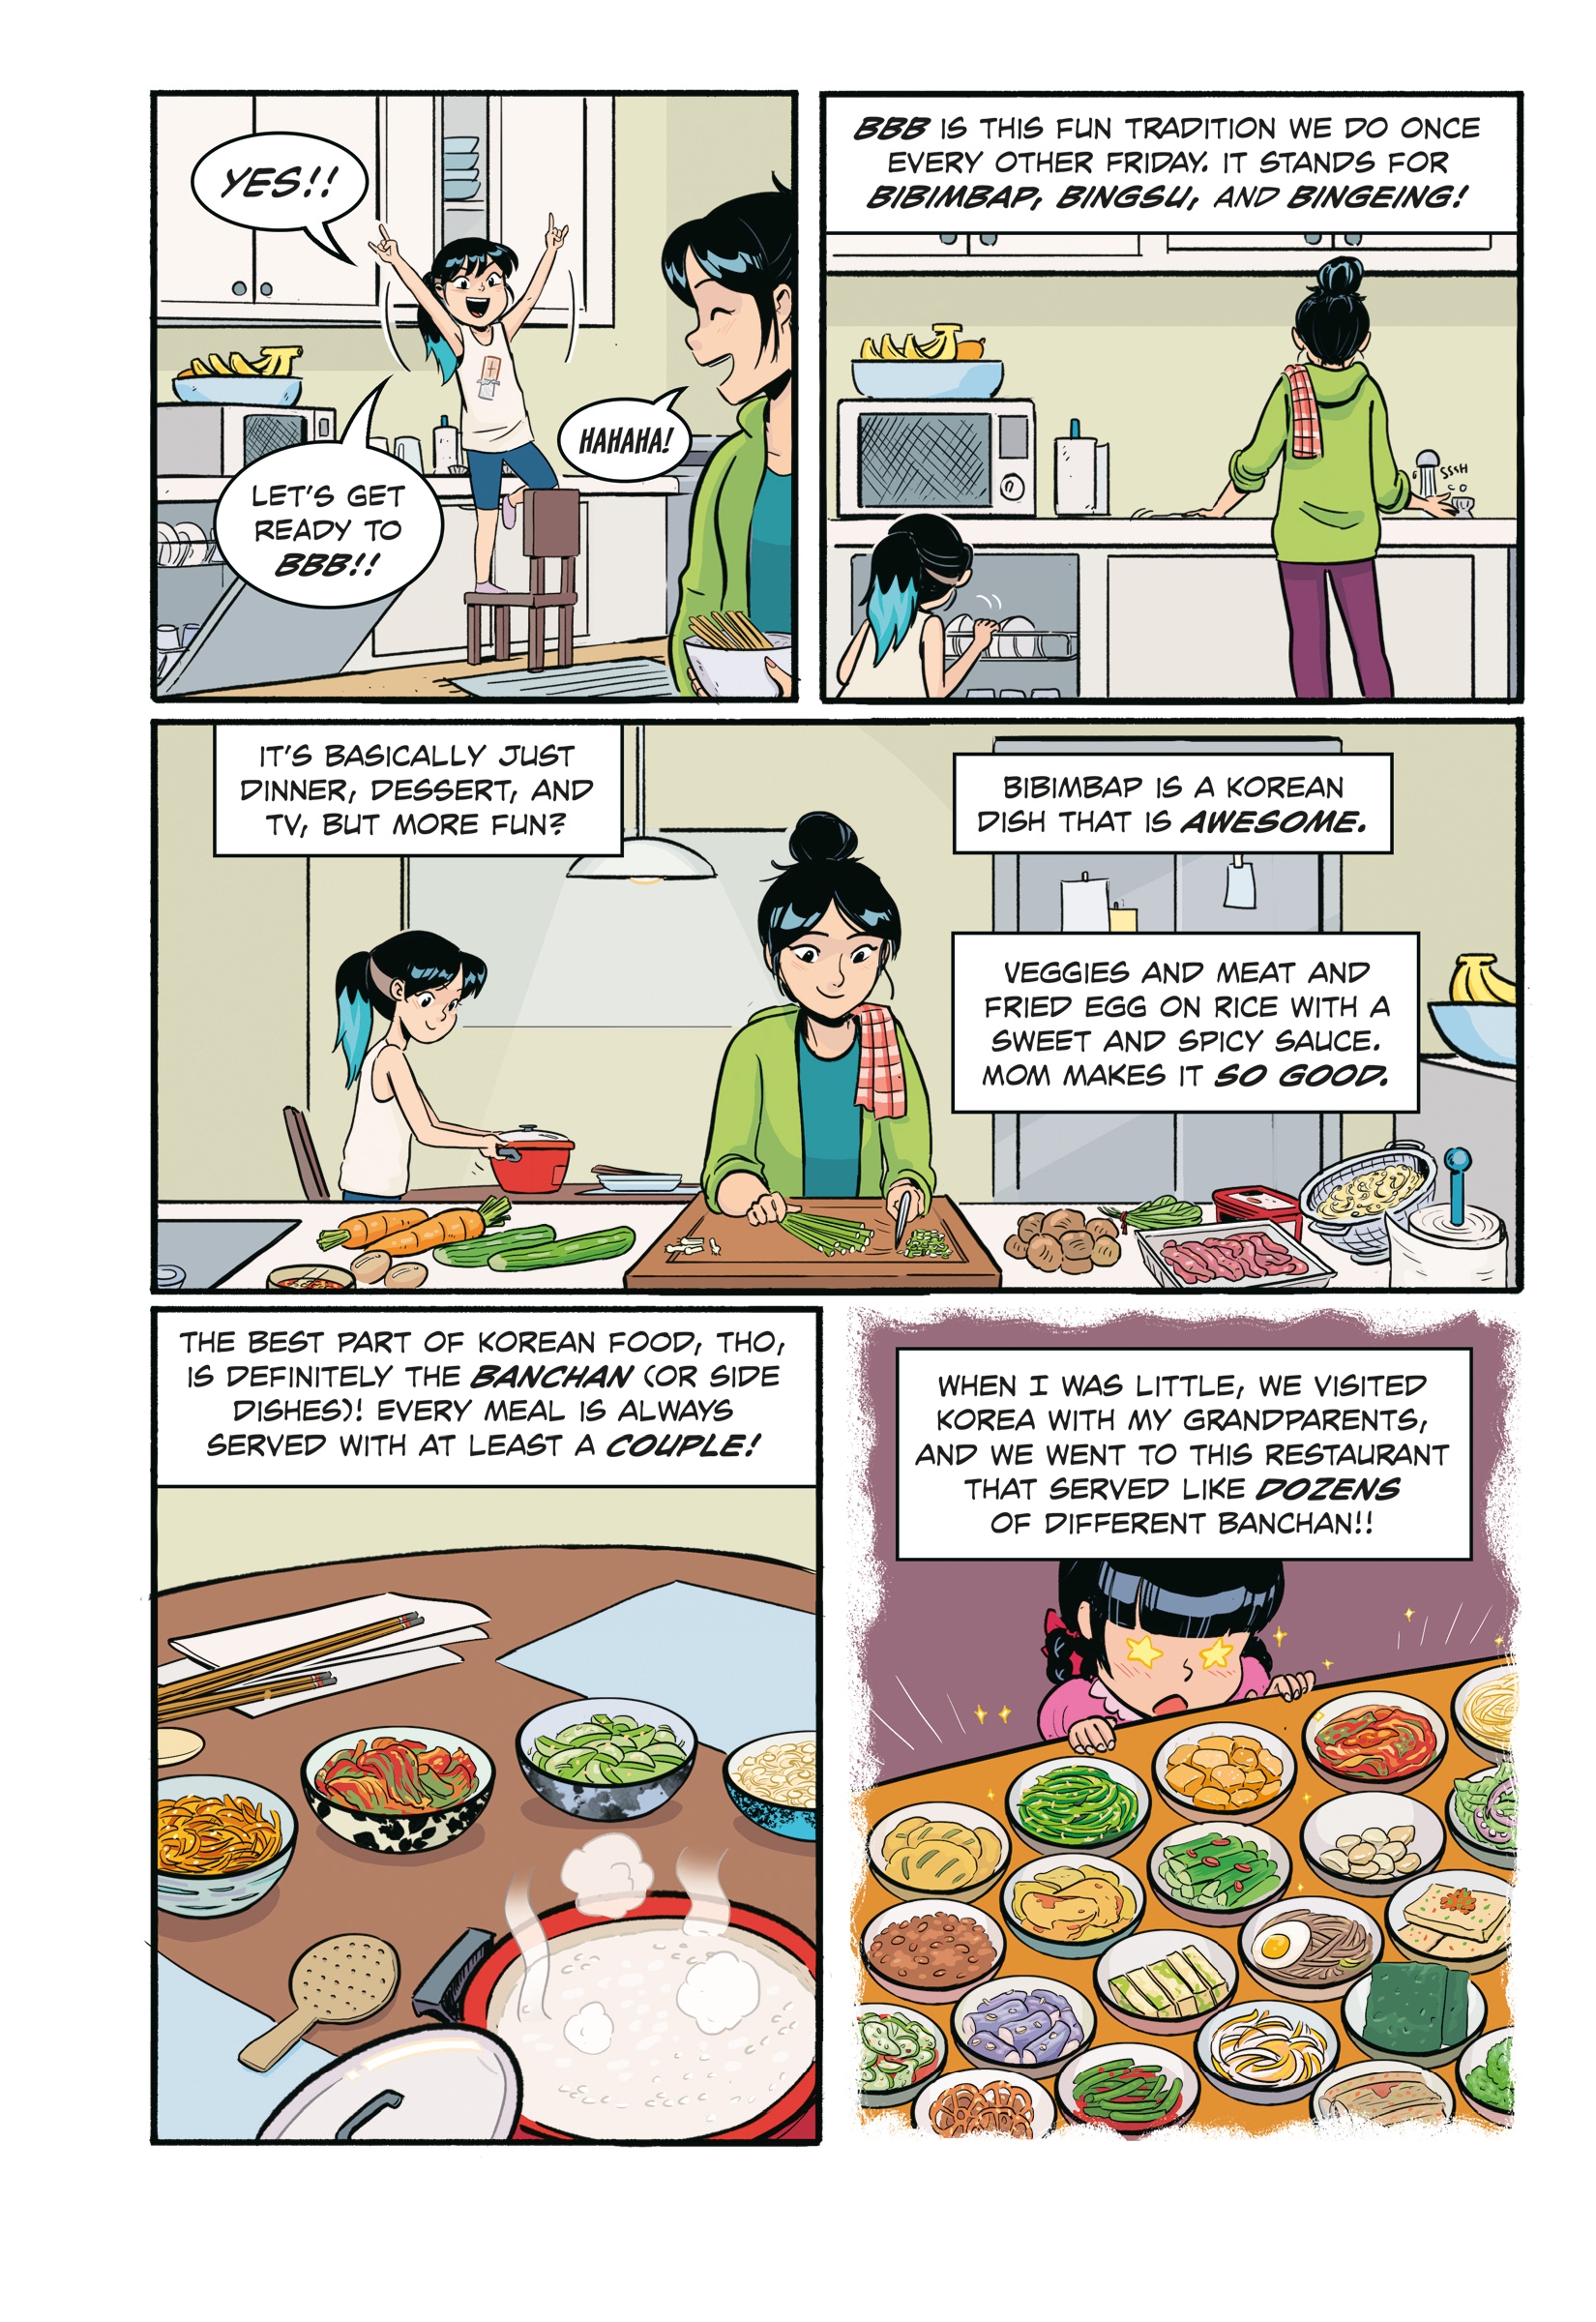 YES!!
LET'S GET
READY TO
BBB!!
HAHAHA!
BBB IS THIS FUN TRADITION WE DO ONCE
EVERY OTHER FRIDAY. IT STANDS FOR
BIBIMBAP, BINGSU, AND BINGEING!
SSSH
IT'S BASICALLY JUST
DINNER, DESSERT, AND
TV, BUT MORE FUN?
BIBIMBAP IS A KOREAN
DISH THAT IS AWESOME.
VEGGIES AND MEAT AND
FRIED EGG ON RICE WITH A
SWEET AND SPICY SAUCE.
MOM MAKES IT SO GOOD.
THE BEST PART OF KOREAN FOOD, THO,
IS DEFINITELY THE BANCHAN (OR SIDE
DISHES)! EVERY MEAL IS ALWAYS
SERVED WITH AT LEAST A COUPLE!
WHEN I WAS LITTLE, WE VISITED
KOREA WITH MY GRANDPARENTS,
AND WE WENT TO THIS RESTAURANT
THAT SERVED LIKE DOZENS
OF DIFFERENT BANCHAN!!